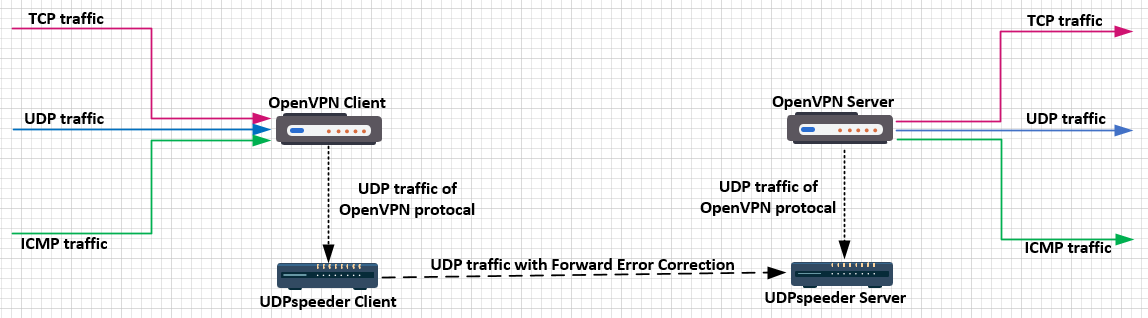 TCP traffic
TCP traffic
OpenVPN Client
OpenVPN Server
UDP traffic
UDP traffic
UDP traffic of
OpenVPN protocal
UDP traffic of
OpenVPN protocal
ICMP traffic
ICMP traffic
UDP traffic with Forward Error Correction
UDPspeeder Client
UDPspeeder Server